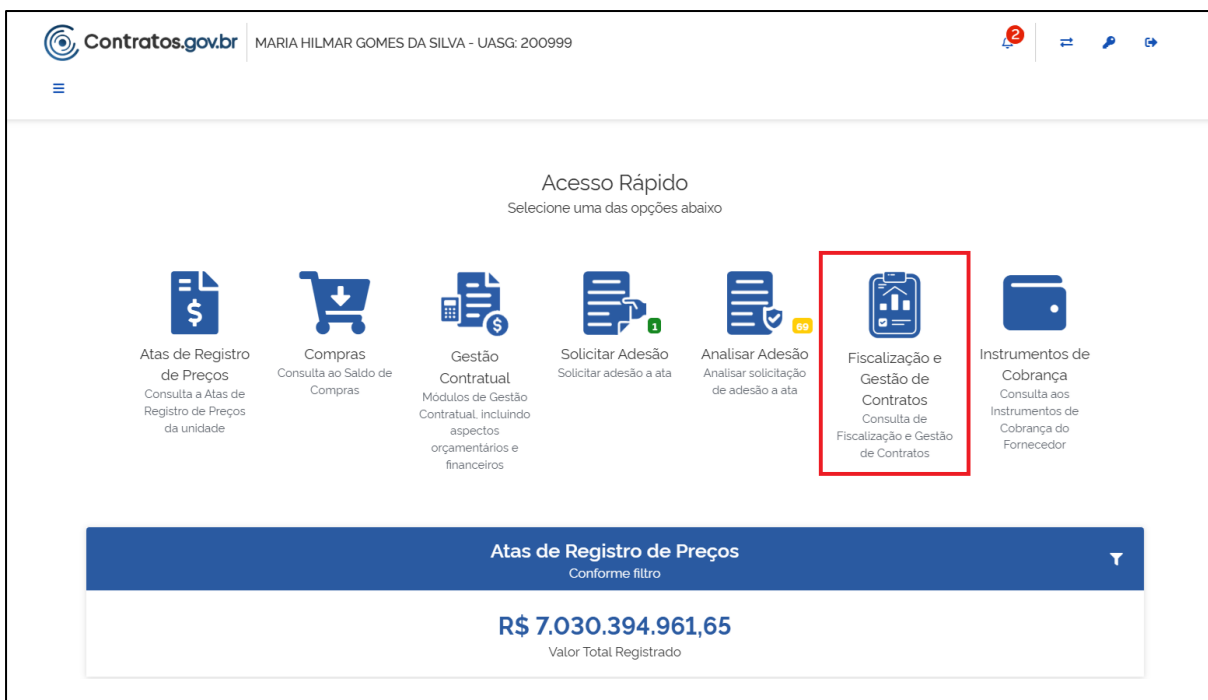 Contratos.gov.br
MARIA HILMAR GOMES DA SILVA - UASG: 200999
2
Acesso Rápido
Selecione uma das opções abaixo
Atas de Registro
de Preços
Consulta a Atas de
Registro de Preços
da unidade
Compras
Consulta ao Saldo de
Compras
Gestão
Contratual
Módulos de Gestão
Contratual, incluindo
aspectos
orçamentários e
financeiros
1
Solicitar Adesão
Solicitar adesão a ata
69
Analisar Adesão
Analisar solicitação
de adesão a ata
Fiscalização e
Gestão de
Contratos
Consulta de
Fiscalização e Gestão
de Contratos
Instrumentos de
Cobrança
Consulta aos
Instrumentos de
Cobrança do
Fornecedor
Atas de Registro de Preços
Conforme filtro
R$ 7.030.394.961,65
Valor Total Registrado